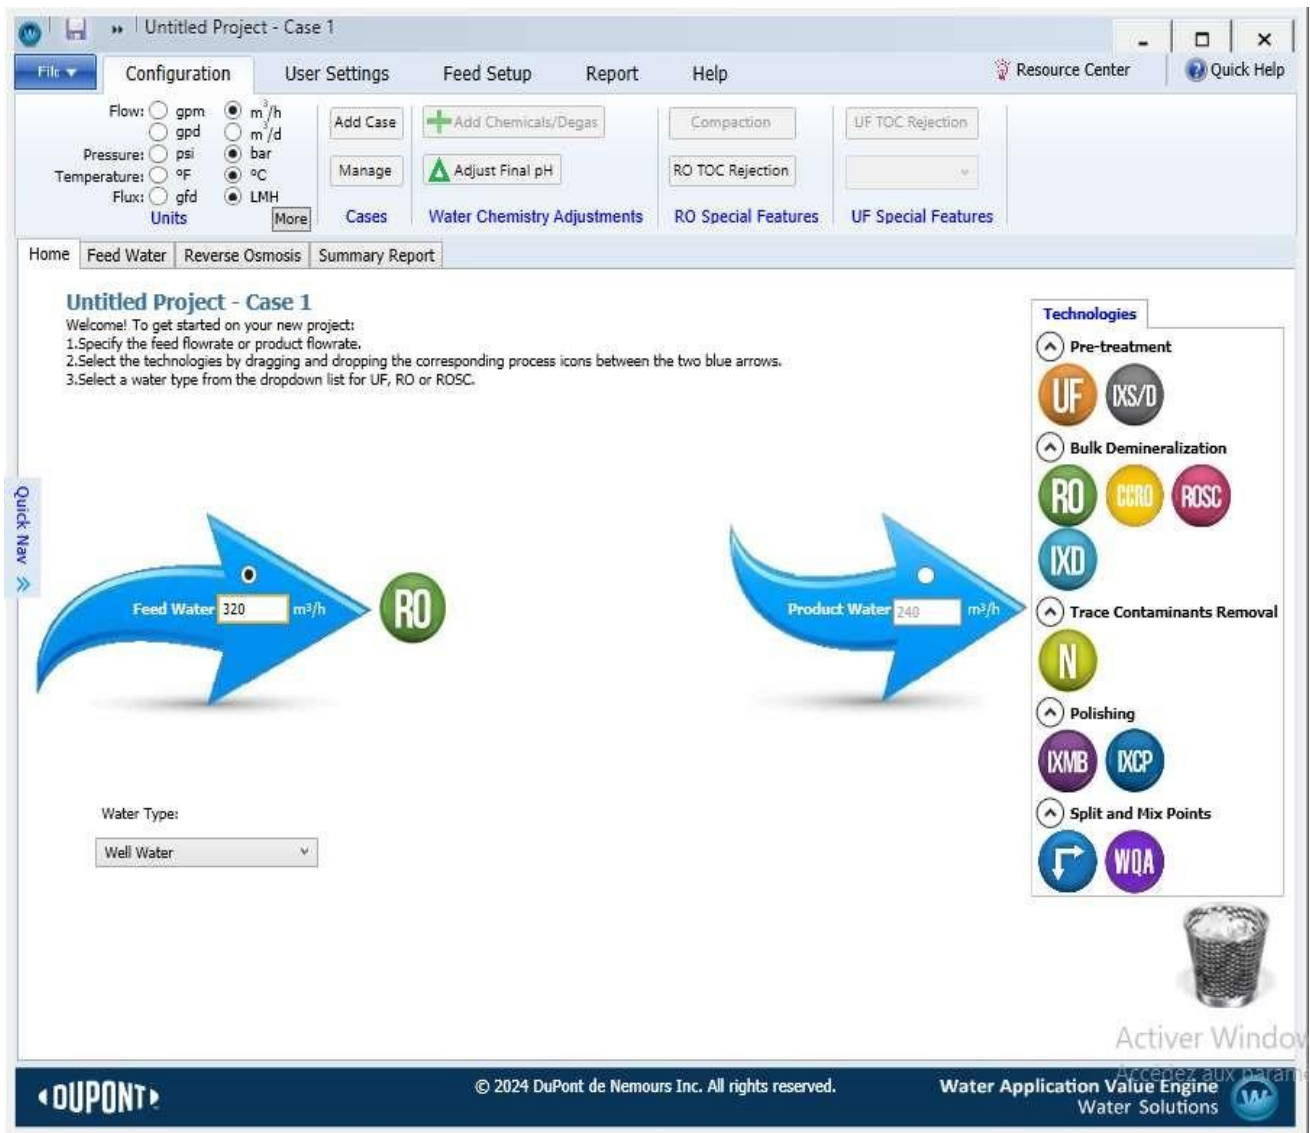 Untitled Project - Case 1
File
Configuration
User Settings
Feed Setup
Report
Help
Resource Center
Quick Help
Flow: gpm m³/h
gpd m³/d
Pressure: psi bar
Temperature: ºF ºC
Flux: gfd LMH
Units
More
Add Case
Manage
Cases
Add Chemicals/Degas
Adjust Final pH
Water Chemistry Adjustments
Compaction
RO TOC Rejection
RO Special Features
UF TOC Rejection
UF Special Features
Home
Feed Water
Reverse Osmosis
Summary Report
Untitled Project - Case 1
Welcome! To get started on your new project:
1.Specify the feed flowrate or product flowrate.
2.Select the technologies by dragging and dropping the corresponding process icons between the two blue arrows.
3.Select a water type from the dropdown list for UF, RO or ROSC.
Quick Nav
Feed Water 320 m³/h
RO
Product Water 240 m³/h
Water Type:
Well Water
Technologies
Pre-treatment
UF IXS/D
Bulk Demineralization
RO CCRO ROSC
IXD
Trace Contaminants Removal
N
Polishing
IXMB IXCP
Split and Mix Points
WQA
Activer Window
Accédez aux param
DUPONT
© 2024 DuPont de Nemours Inc. All rights reserved.
Water Application Value Engine
Water Solutions
W